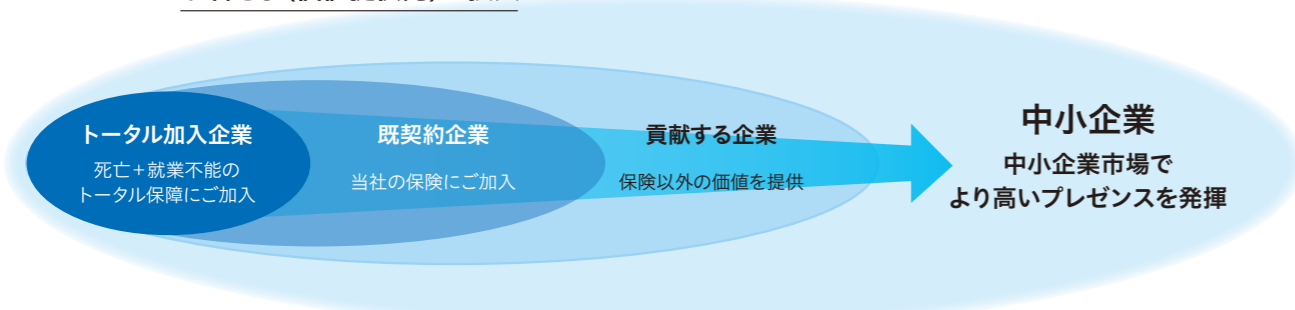 トータル加入企業
死亡+就業不能の
トータル保障にご加入
既契約企業
当社の保険にご加入
貢献する企業
保険以外の価値を提供
中小企業
中小企業市場で
より高いプレゼンスを発揮